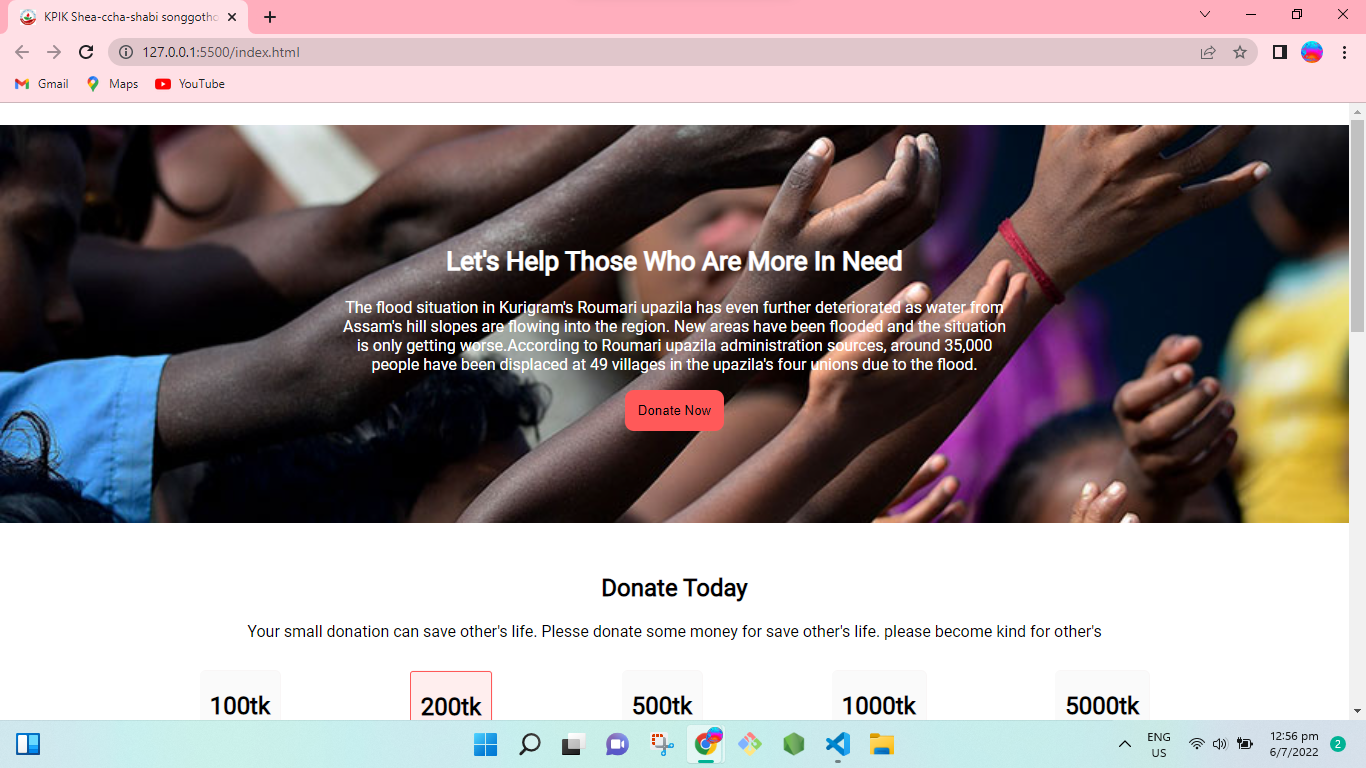 KPIK Shea-ccha-shabi songgotho
127.0.0.1:5500/index.html
Gmail
Maps
YouTube
Let's Help Those Who Are More In Need
The flood situation in Kurigram's Roumari upazila has even further deteriorated as water from
Assam's hill slopes are flowing into the region. New areas have been flooded and the situation
is only getting worse.According to Roumari upazila administration sources, around 35,000
people have been displaced at 49 villages in the upazila's four unions due to the flood.
Donate Now
Donate Today
Your small donation can save other's life. Plesse donate some money for save other's life. please become kind for other's
100tk
200tk
500tk
1000tk
5000tk
ENG
US
12:56 pm
6/7/2022
2